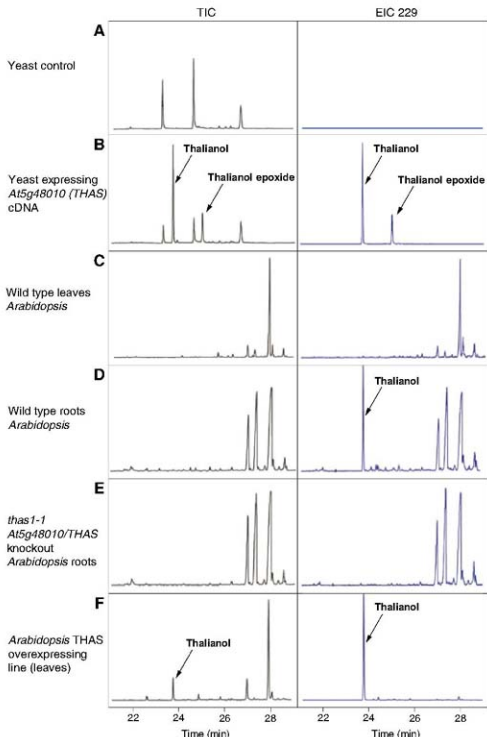 TIC EIC 229
A
Yeast control
B
Thalianol Thalianol
Thalianol epoxide Thalianol epoxide
Yeast expressing
At5g48010 (THAS)
cDNA
C
Wild type leaves
Arabidopsis
D
Thalianol
Wild type roots
Arabidopsis
E
thas1-1
At5g48010/THAS
knockout
Arabidopsis roots
F
Thalianol
Arabidopsis THAS
overexpressing
line (leaves)
Thalianol
22 24 26 28 22 24 26 28
Time (min) Time (min)